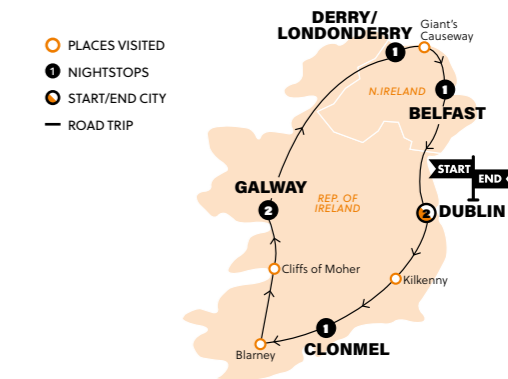 PLACES VISITED
1 NIGHTSTOPS
START/END CITY
ROAD TRIP
DERRY/
LONDONDERRY
1
Giant's
Causeway
N.IRELAND
1
BELFAST
START
END
GALWAY
2
REP. OF
IRELAND
2
DUBLIN
Cliffs of Moher
Kilkenny
1
CLONMEL
Blarney